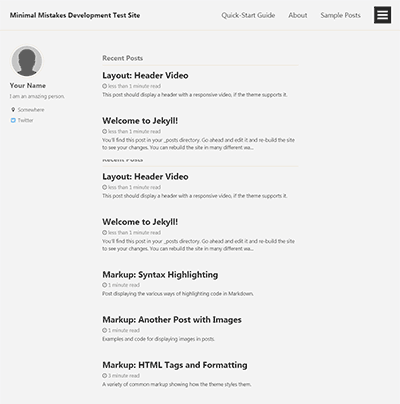 Minimal Mistakes Development Test Site
Quick-Start Guide
About
Sample Posts
Your Name
I am an amazing person.
Somewhere
Twitter
Recent Posts
Layout: Header Video
less than 1 minute read
This post should display a header with a responsive video, if the theme supports it.
Welcome to Jekyll!
less than 1 minute read
You'll find this post in your _posts directory. Go ahead and edit it and re-build the site
to see your changes. You can rebuild the site in many different wa...
Recent Posts
Layout: Header Video
less than 1 minute read
This post should display a header with a responsive video, if the theme supports it.
Welcome to Jekyll!
less than 1 minute read
You'll find this post in your _posts directory. Go ahead and edit it and re-build the site
to see your changes. You can rebuild the site in many different wa...
Markup: Syntax Highlighting
1 minute read
Post displaying the various ways of highlighting code in Markdown.
Markup: Another Post with Images
1 minute read
Examples and code for displaying images in posts.
Markup: HTML Tags and Formatting
3 minute read
A variety of common markup showing how the theme styles them.